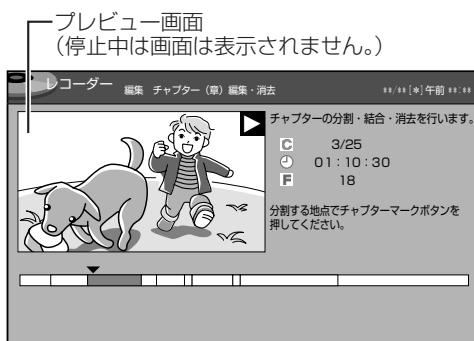 プレビュー画面
(停止中は画面は表示されません。)
レコーダー 編集 チャプター(章)編集・消去 **/**[*]午前**:**
チャプターの分割・結合・消去を行います。
C 3/25
01:10:30
F 18
分割する地点でチャプターマークボタンを
押してください。